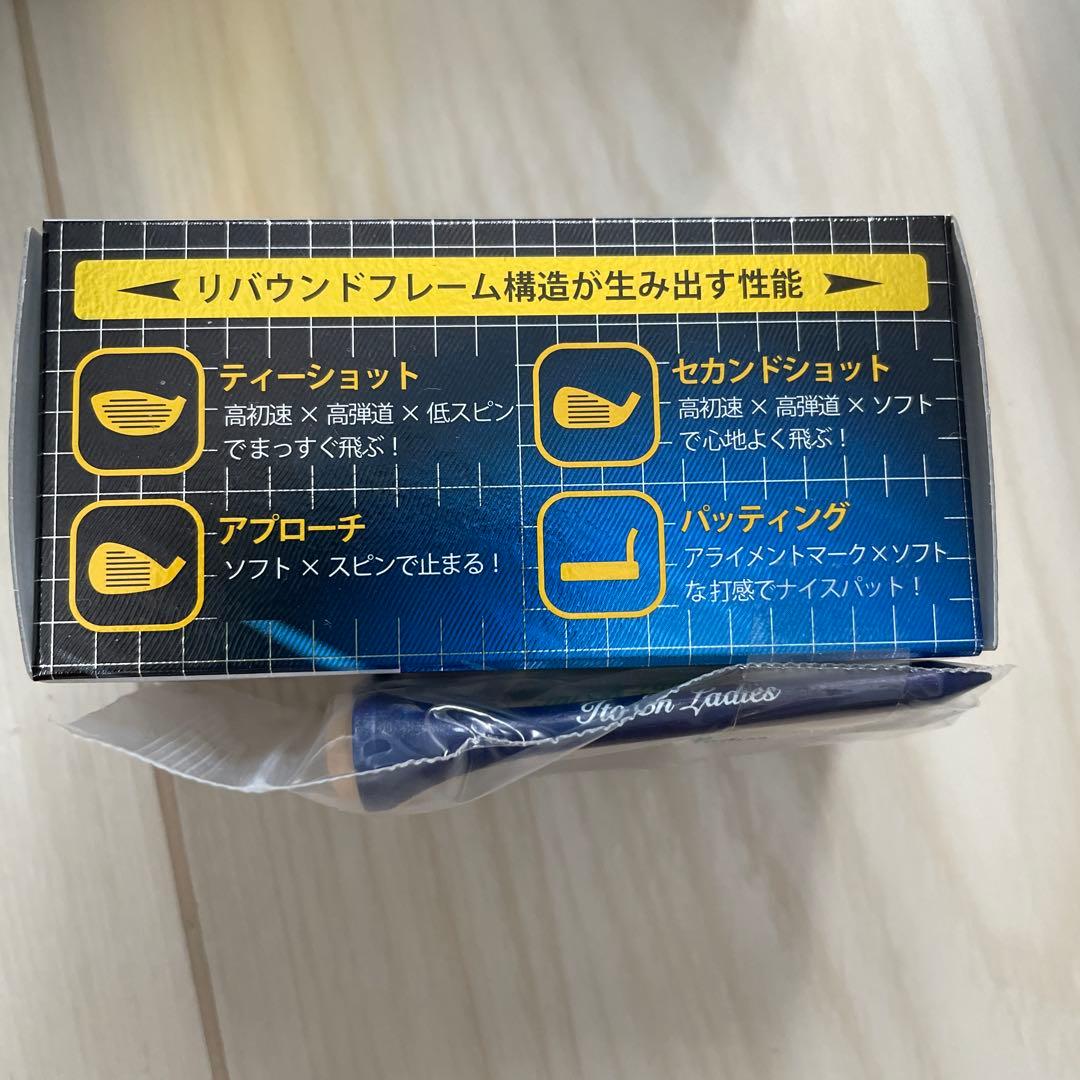 リバウンドフレーム構造が生み出す性能
ティーショット
高初速 × 高弾道 × 低スピン
でまっすぐ飛ぶ！
セカンドショット
高初速 × 高弾道 × ソフト
で心地よく飛ぶ！
アプローチ
ソフト × スピンで止まる！
パッティング
アライメントマーク×ソフト
な打感でナイスパット！
Ladies